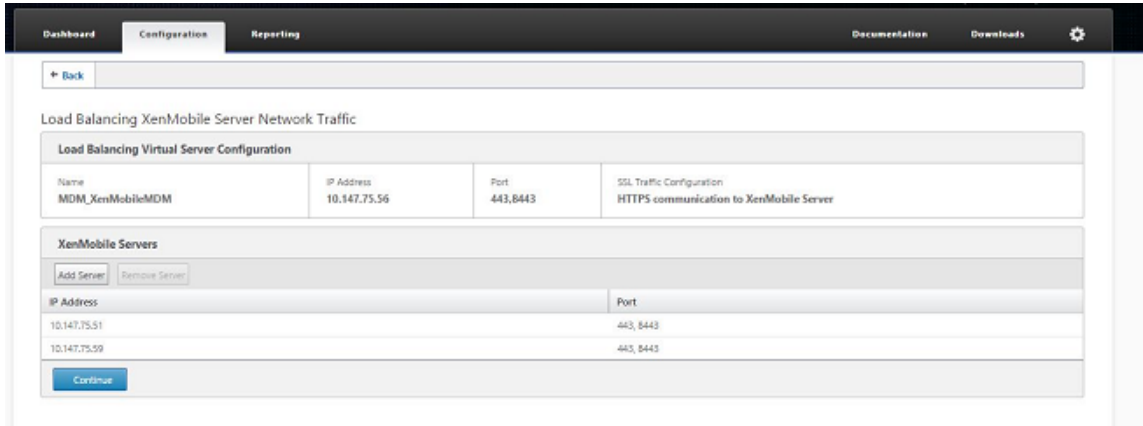 Dashboard Configuration Reporting Documentation Downloads
Back
Load Balancing XenMobile Server Network Traffic
Load Balancing Virtual Server Configuration
Name IP Address Port SSL Traffic Configuration
MDM_XenMobileMDM 10.147.75.56 443,8443 HTTPS communication to XenMobile Server
XenMobile Servers
Add Server Remove Server
IP Address Port
10.147.75.51 443, 8443
10.147.75.59 443, 8443
Continue